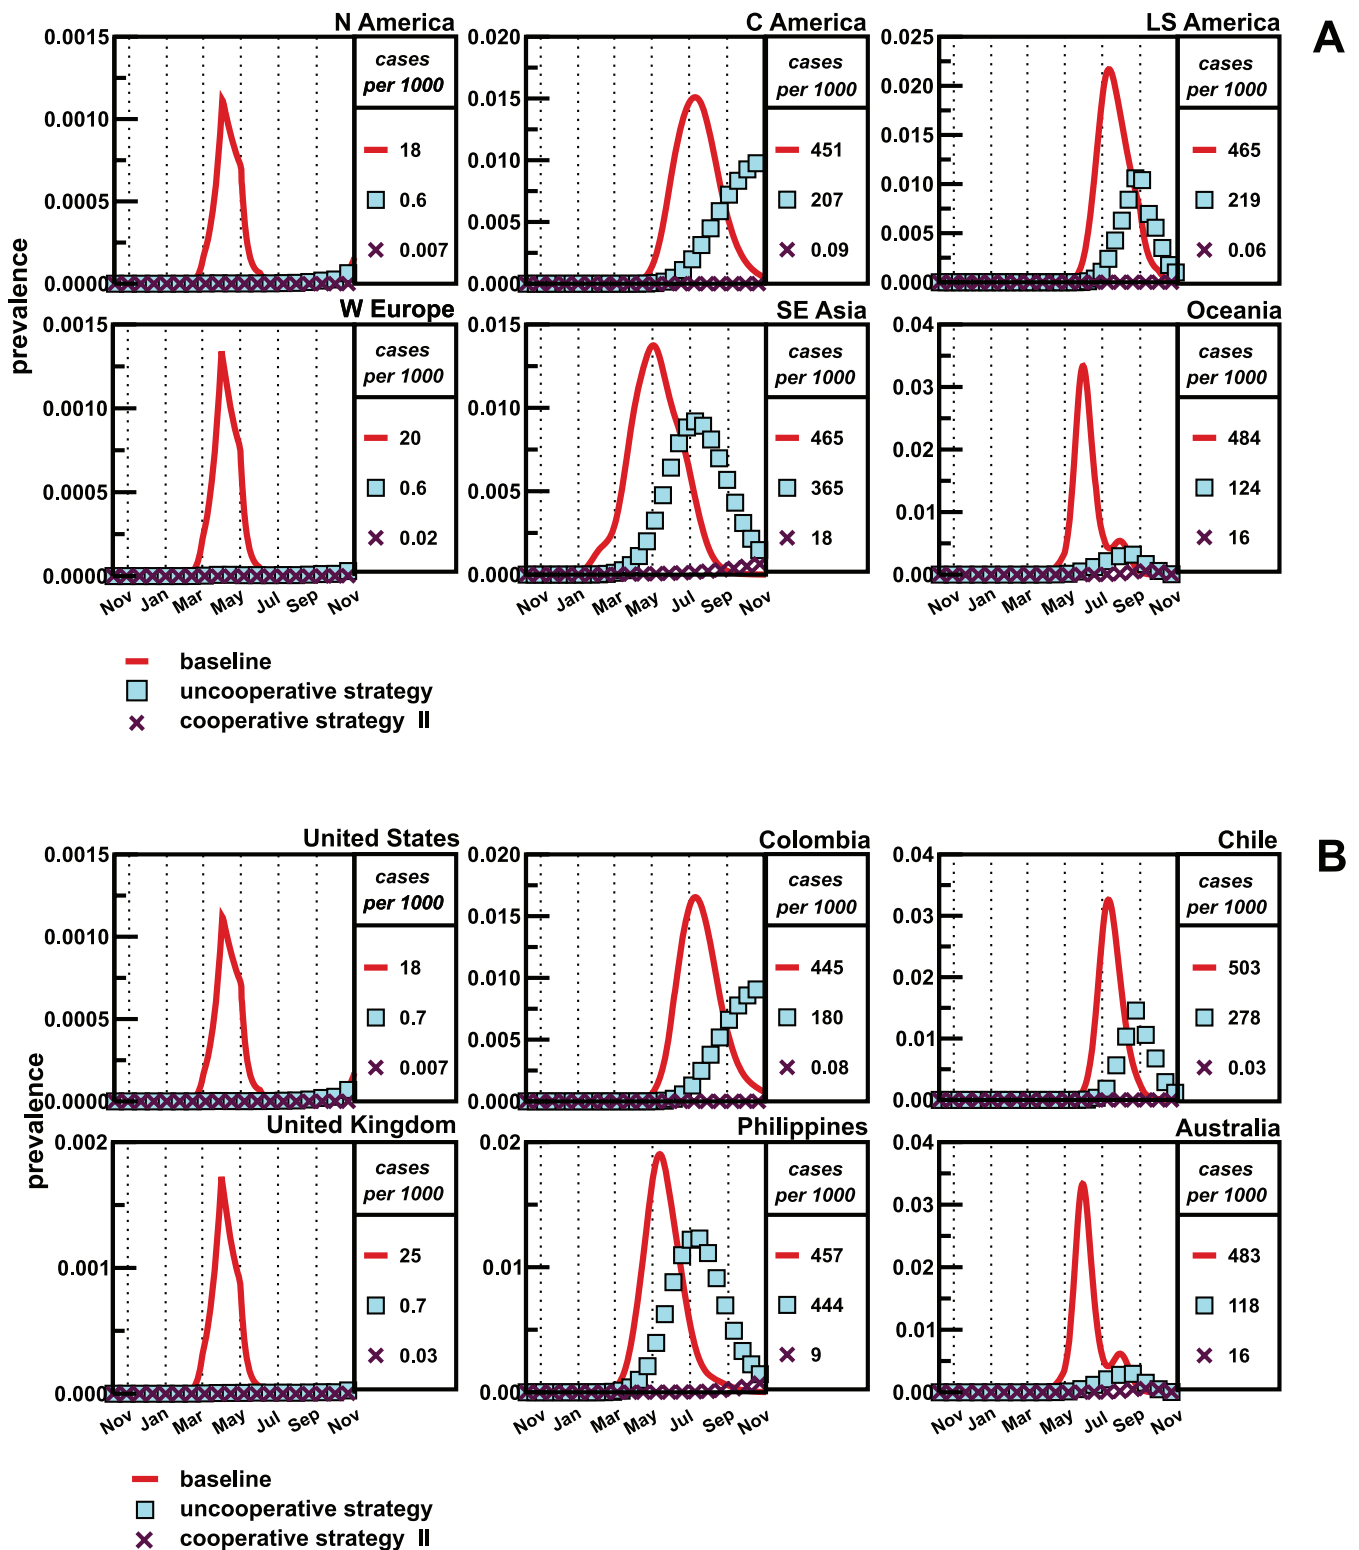 A
N America
0.0015
0.0010
0.0005
0.0000
cases
per 1000
18
0.6
0.007
C America
0.020
0.015
0.010
0.005
0.000
cases
per 1000
451
207
0.09
LS America
0.025
0.020
0.015
0.010
0.005
0.000
cases
per 1000
465
219
0.06
prevalence
W Europe
0.0015
0.0010
0.0005
0.0000
cases
per 1000
20
0.6
0.02
Nov Jan Mar May Jul Sep Nov
SE Asia
0.015
0.010
0.005
0.000
cases
per 1000
465
365
18
Nov Jan Mar May Jul Sep Nov
Oceania
0.04
0.03
0.02
0.01
0.00
cases
per 1000
484
124
16
Nov Jan Mar May Jul Sep Nov
baseline
uncooperative strategy
cooperative strategy II
B
United States
0.0015
0.0010
0.0005
0.0000
cases
per 1000
18
0.7
0.007
Colombia
0.020
0.015
0.010
0.005
0.000
cases
per 1000
445
180
0.08
Chile
0.04
0.03
0.02
0.01
0.00
cases
per 1000
503
278
0.03
prevalence
United Kingdom
0.002
0.001
0.000
cases
per 1000
25
0.7
0.03
Nov Jan Mar May Jul Sep Nov
Philippines
0.02
0.01
0.00
cases
per 1000
457
444
9
Nov Jan Mar May Jul Sep Nov
Australia
0.04
0.03
0.02
0.01
0.00
cases
per 1000
483
118
16
Nov Jan Mar May Jul Sep Nov
baseline
uncooperative strategy
cooperative strategy II